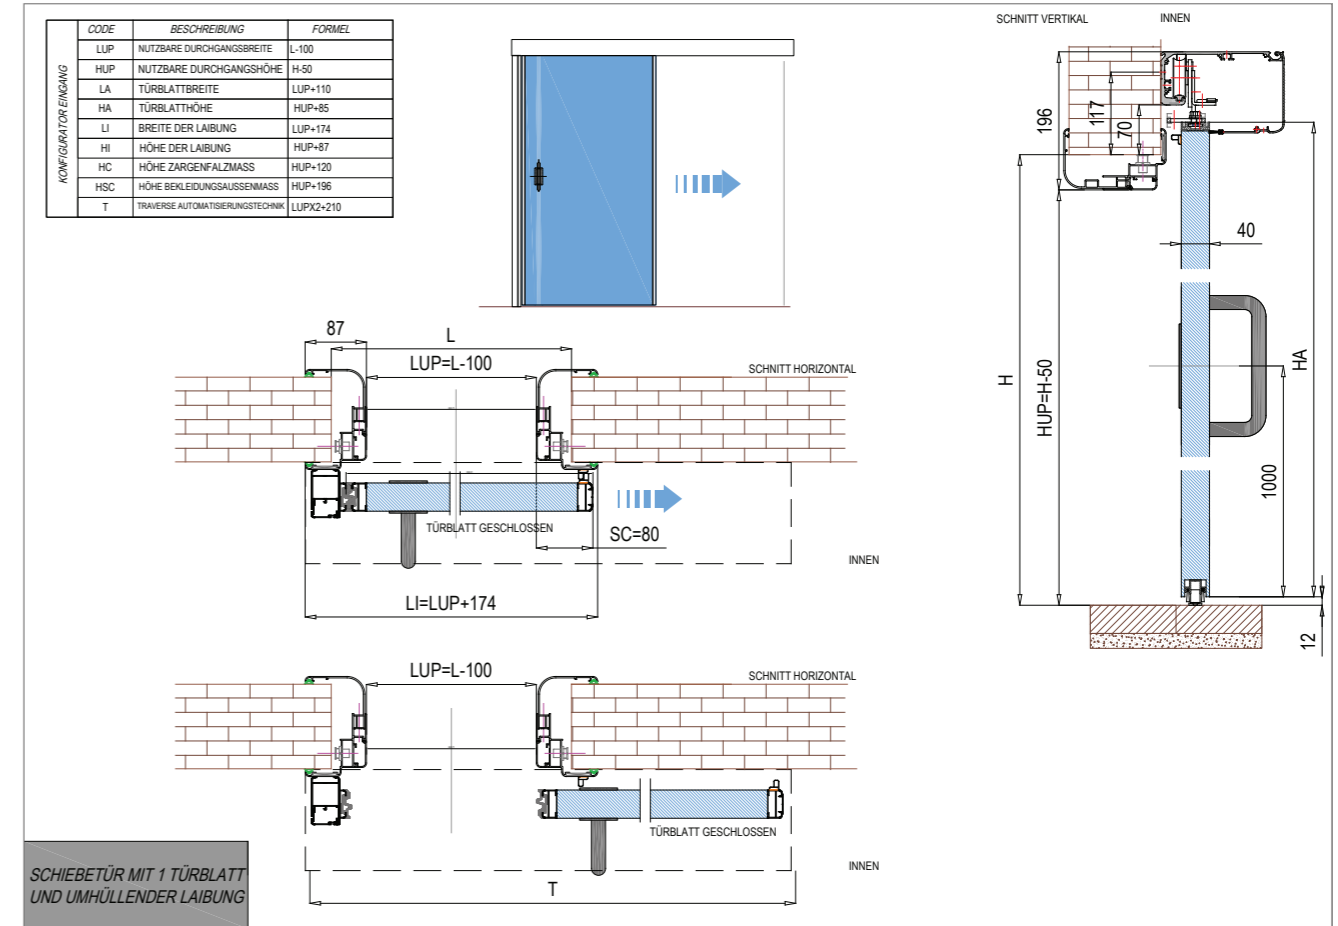 KONFIGURATOR EINGANG
CODE BESCHREIBUNG FORMEL
LUP NUTZBARE DURCHGANGSBREITE L-100
HUP NUTZBARE DURCHGANGSHÖHE H-50
LA TÜRBLATTBREITE LUP+110
HA TÜRBLATTHÖHE HUP+85
LI BREITE DER LAIBUNG LUP+174
HI HÖHE DER LAIBUNG HUP+87
HC HÖHE ZARGENFALZMASS HUP+120
HSC HÖHE BEKLEIDUNGSAUSSENMASS HUP+196
T TRAVERSE AUTOMATISIERUNGSTECHNIK LUPX2+210
SCHNITT VERTIKAL INNEN
196
117
70
40
H
HUP=H-50
HA
1000
12
87
L
LUP=L-100
SCHNITT HORIZONTAL
TÜRBLATT GESCHLOSSEN
SC=80
INNEN
LI=LUP+174
LUP=L-100
SCHNITT HORIZONTAL
TÜRBLATT GESCHLOSSEN
INNEN
T
SCHIEBETÜR MIT 1 TÜRBLATT
UND UMHÜLLENDER LAIBUNG